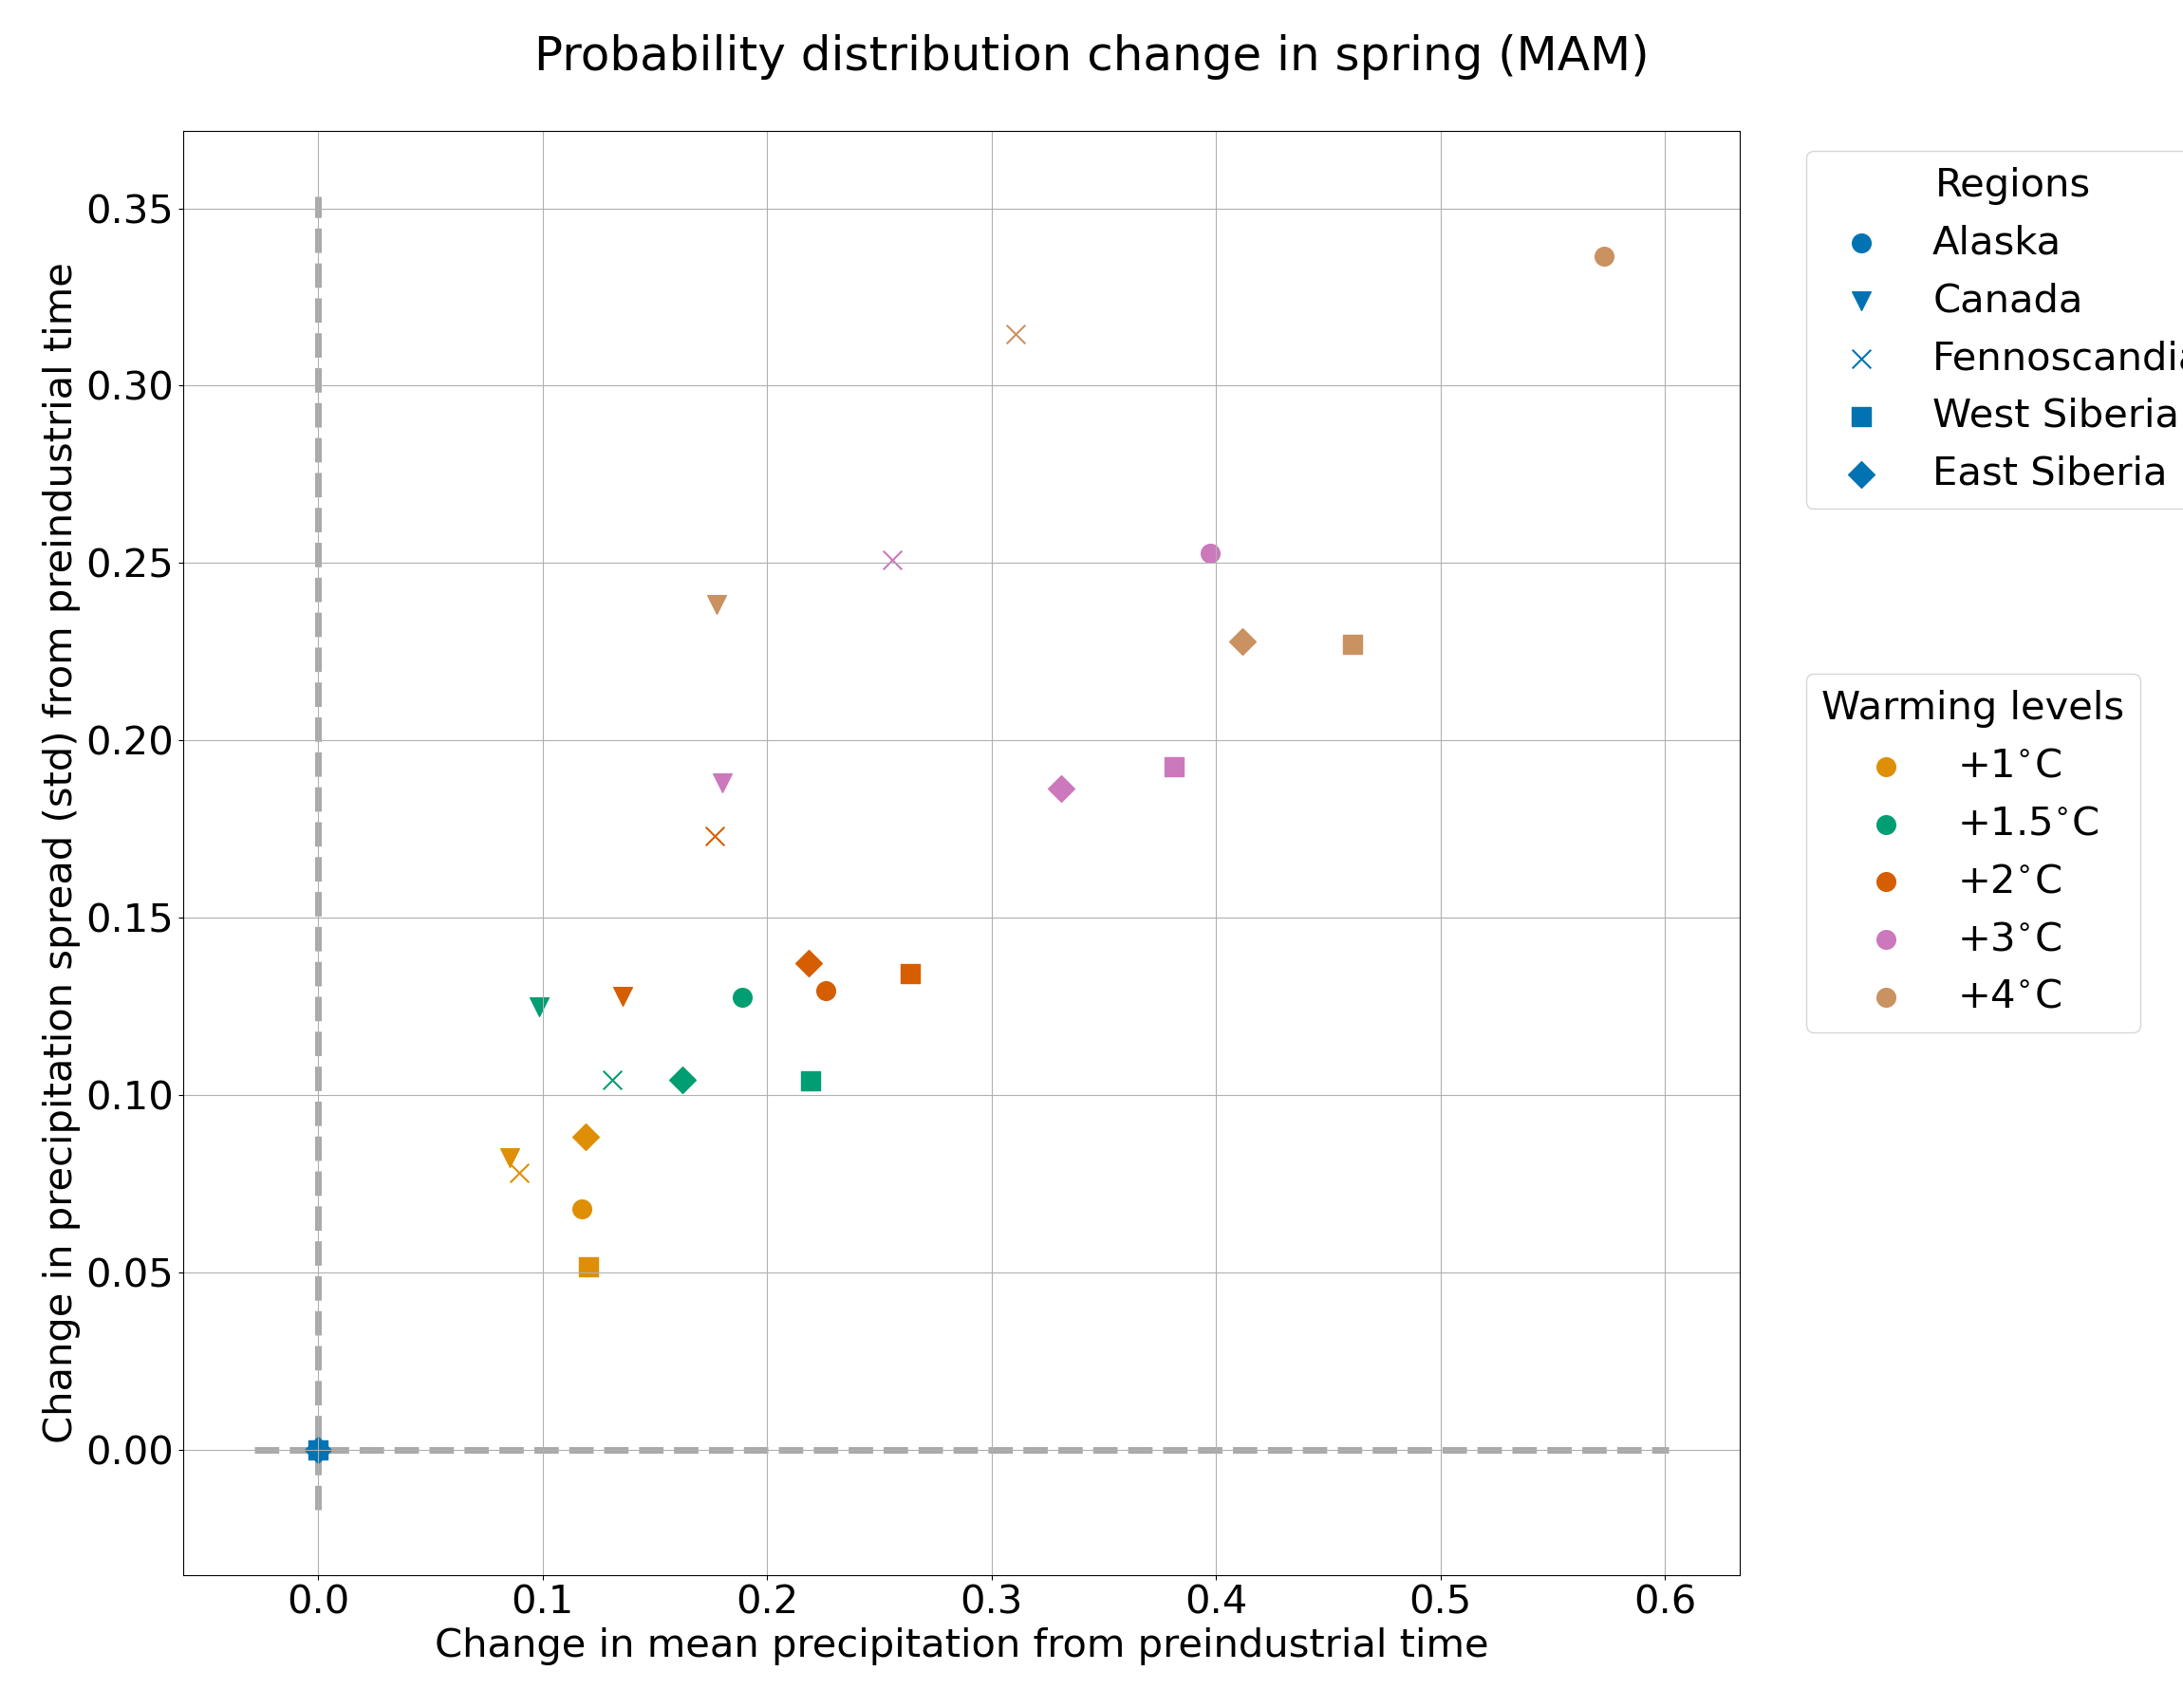 Probability distribution change in spring (MAM)
Change in precipitation spread (std) from preindustrial time
0.35
0.30
0.25
0.20
0.15
0.10
0.05
0.00
0.0 0.1 0.2 0.3 0.4 0.5 0.6
Change in mean precipitation from preindustrial time
Regions
Alaska
Canada
Fennoscandia
West Siberia
East Siberia
Warming levels
+1°C
+1.5°C
+2°C
+3°C
+4°C